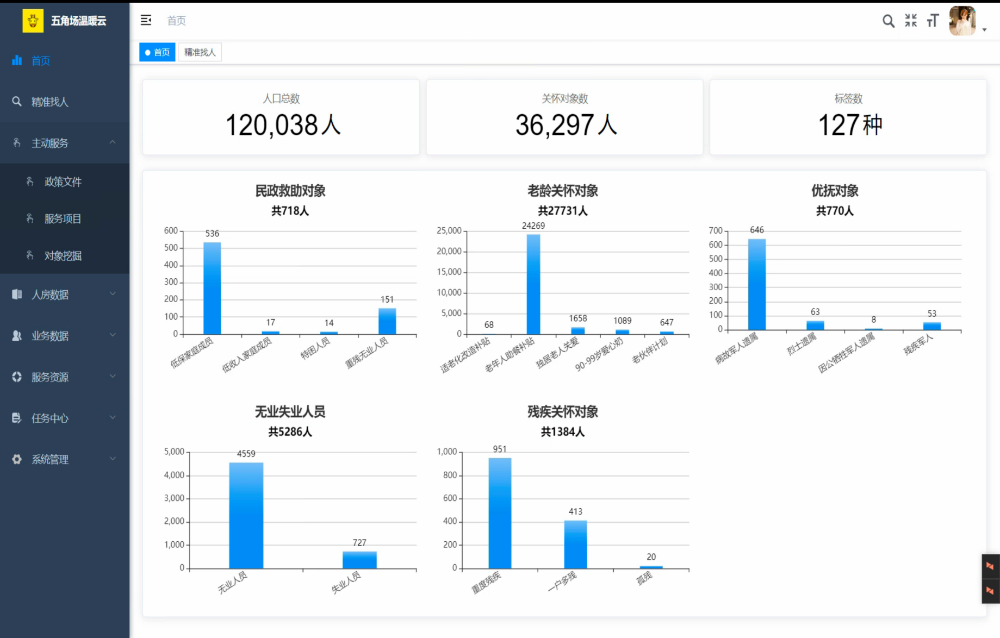 五角场温暖云
首页
首页
精准找人
首页
精准找人
主动服务
政策文件
服务项目
对象挖掘
人房数据
业务数据
服务资源
任务中心
系统管理
人口总数
120,038人
关怀对象数
36,297人
标签数
127种
民政救助对象
共718人
600
500
400
300
200
100
0
536
17
14
151
低保家庭成员
低收入家庭成员
特困人员
重残无业人员
老龄关怀对象
共27731人
25,000
20,000
15,000
10,000
5,000
0
68
24269
1658
1089
647
适老化改造补贴
老年人助餐补贴
独居老人关爱
90-99岁爱心奶
老伙伴计划
优抚对象
共770人
700
600
500
400
300
200
100
0
646
63
8
53
病故军人遗属
烈士遗属
因公牺牲军人遗属
残疾军人
无业失业人员
共5286人
5,000
4,000
3,000
2,000
1,000
0
4559
727
无业人员
失业人员
残疾关怀对象
共1384人
1,000
800
600
400
200
0
951
413
20
重度残疾
一户多残
孤残